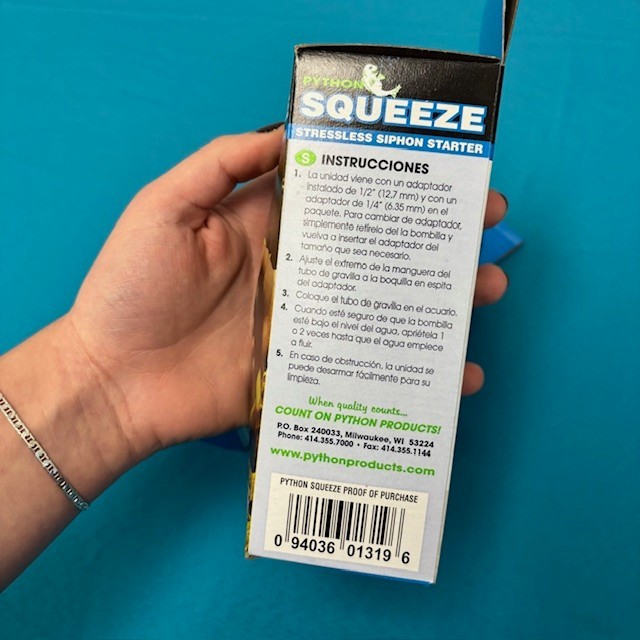 PYTHON
SQUEEZE
STRESSLESS SIPHON STARTER
S INSTRUCCIONES
1. La unidad viene con un adaptador
instalado de 1/2" (12,7 mm) y con un
adaptador de 1/4" (6.35 mm) en el
paquete. Para cambiar de adaptador,
simplemente retírelo del la bombilla y
vuelva a insertar el adaptador del
tamaño que sea necesario.
2. Ajuste el extremo de la manguera del
tubo de gravilla a la boquilla en espita
del adaptador.
3. Coloque el tubo de gravilla en el acuario.
4. Cuando esté seguro de que la bombilla
esté bajo el nivel del agua, apriétela 1
o 2 veces hasta que el agua empiece
a fluir.
5. En caso de obstrucción, la unidad se
puede desarmar fácilmente para su
limpieza.
When quality counts...
COUNT ON PYTHON PRODUCTS!
P.O. Box 240033, Milwaukee, WI 53224
Phone: 414.355.7000 • Fax: 414.355.1144
www.pythonproducts.com
PYTHON SQUEEZE PROOF OF PURCHASE
0 94036 01319 6